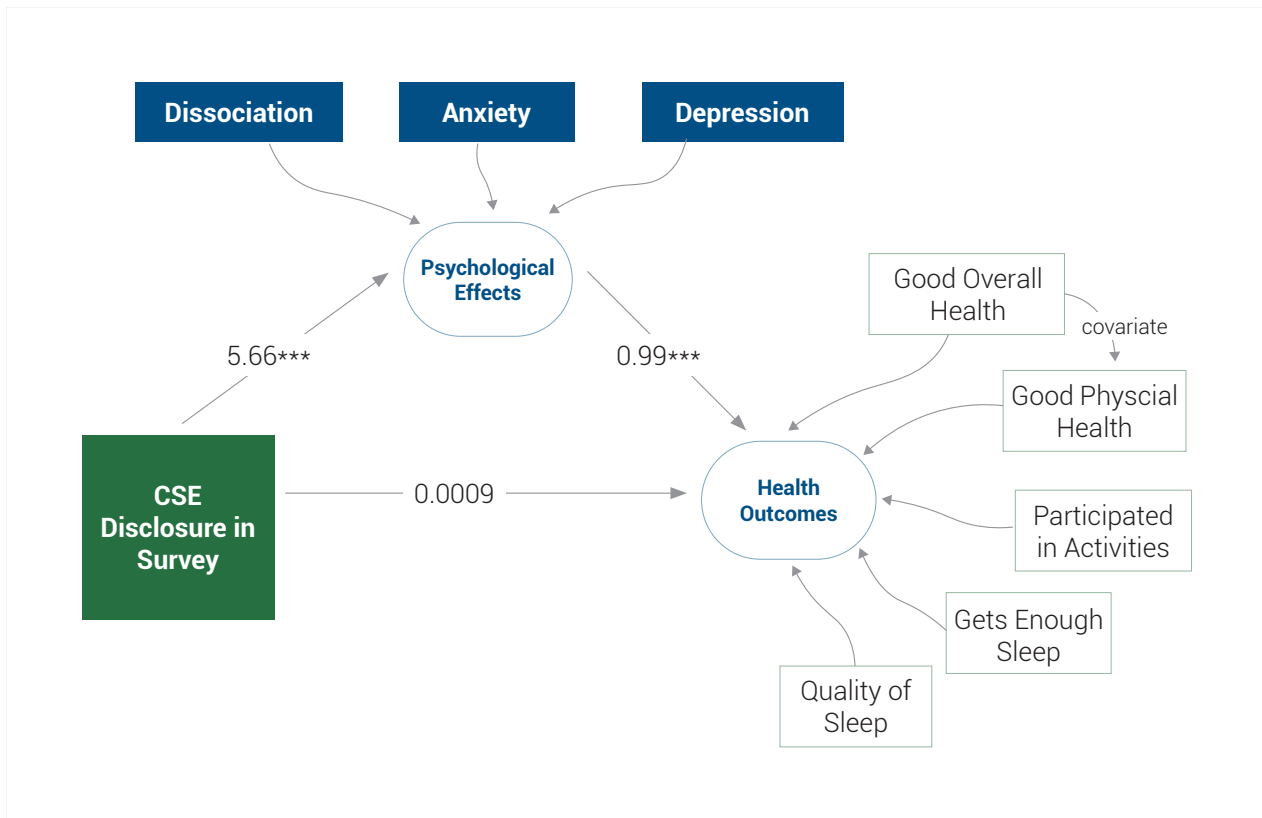 Dissociation
Anxiety
Depression
Psychological
Effects
Good Overall
Health
covariate
5.66***
0.99***
Good Physcial
Health
CSE
Disclosure in
Survey
0.0009
Health
Outcomes
Participated
in Activities
Gets Enough
Sleep
Quality of
Sleep